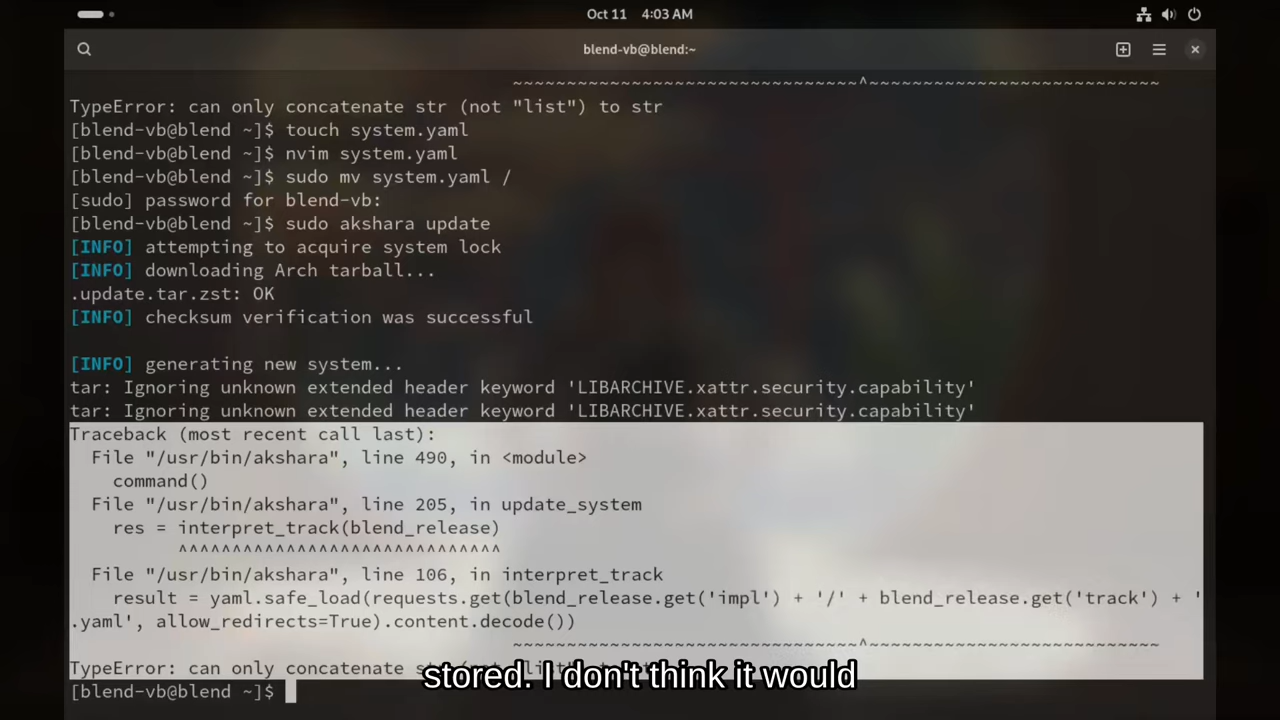 Oct 11 4:03 AM
blend-vb@blend:~
~~~~~~~~~~~~~~~~~~~~~~~~~~~~~~~~^~~~~~~~~~~~~~~~~~~~~~~~~~~
TypeError: can only concatenate str (not "list") to str
[blend-vb@blend ~]$ touch system.yaml
[blend-vb@blend ~]$ nvim system.yaml
[blend-vb@blend ~]$ sudo mv system.yaml /
[sudo] password for blend-vb:
[blend-vb@blend ~]$ sudo akshara update
[INFO] attempting to acquire system lock
[INFO] downloading Arch tarball...
.update.tar.zst: OK
[INFO] checksum verification was successful
[INFO] generating new system...
tar: Ignoring unknown extended header keyword 'LIBARCHIVE.xattr.security.capability'
tar: Ignoring unknown extended header keyword 'LIBARCHIVE.xattr.security.capability'
Traceback (most recent call last):
File "/usr/bin/akshara", line 490, in <module>
command()
File "/usr/bin/akshara", line 205, in update_system
res = interpret_track(blend_release)
^^^^^^^^^^^^^^^^^^^^^^^^^^^^^^
File "/usr/bin/akshara", line 106, in interpret_track
result = yaml.safe_load(requests.get(blend_release.get('impl') + '/' + blend_release.get('track') + '
.yaml', allow_redirects=True).content.decode())
~~~~~~~~~~~~~~~~~~~~~~~~~~~~~~~~^~~~~~~~~~~~~~~~~~~~~~~~~~~
TypeError: can only concatenate
stored. I don't think it would
[blend-vb@blend ~]$